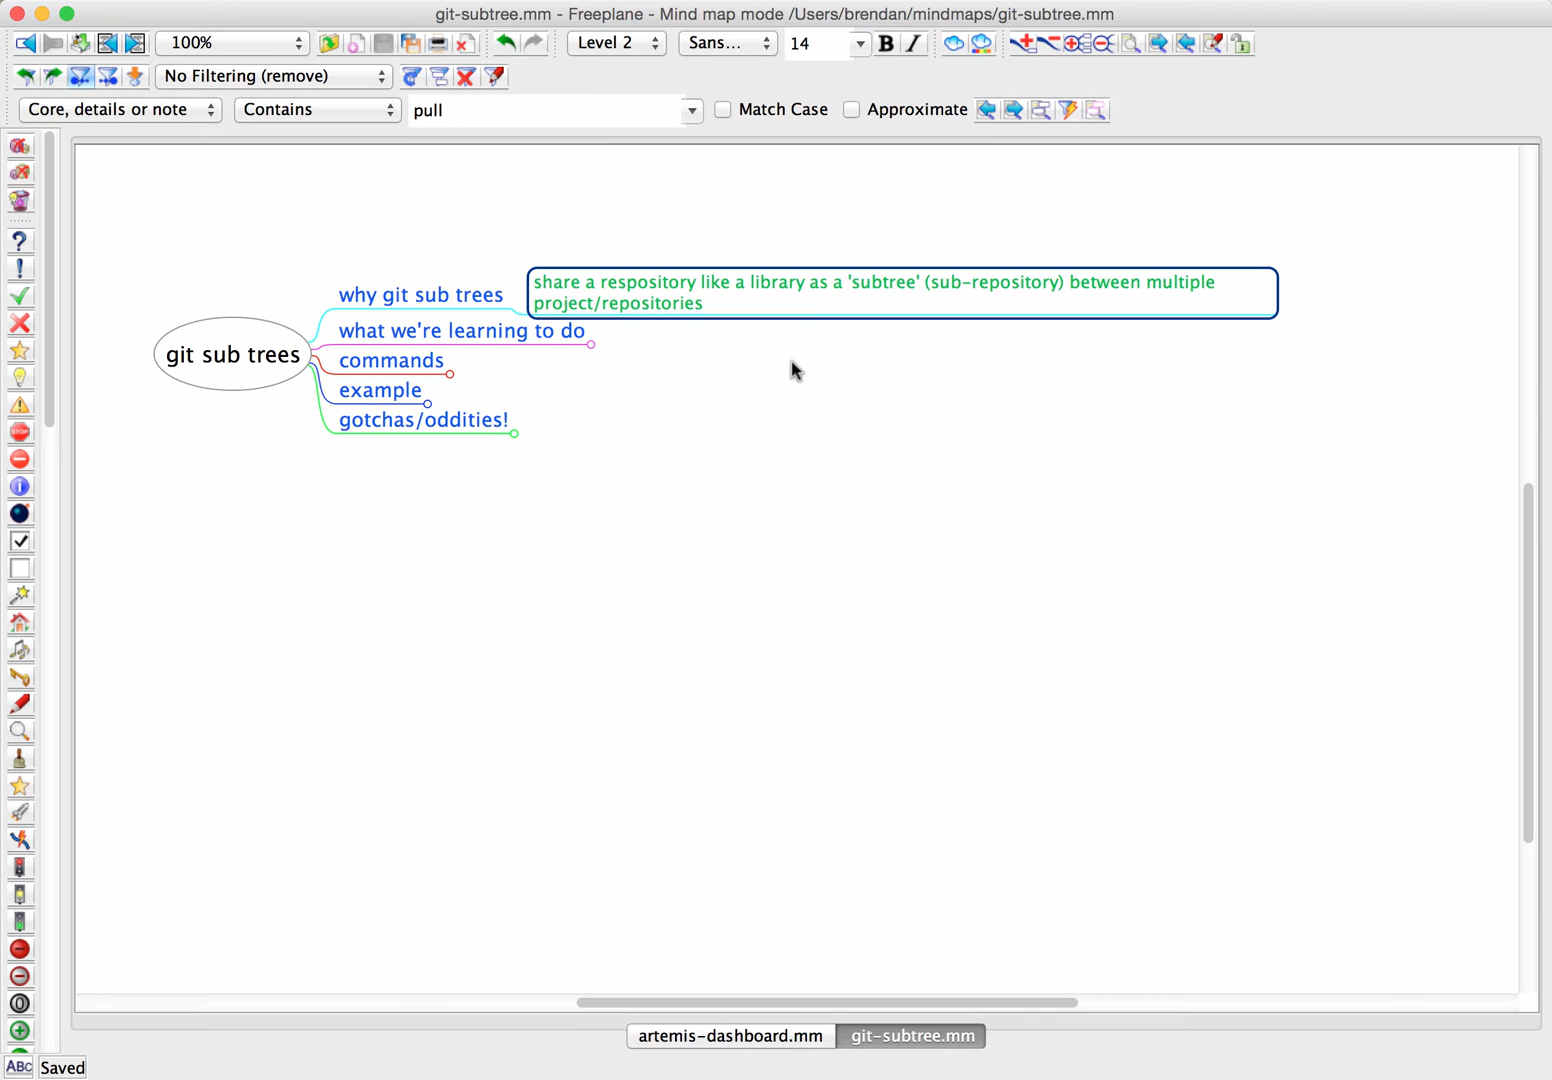 git-subtree.mm - Freeplane - Mind map mode /Users/brendan/mindmaps/git-subtree.mm
100%
Level 2
Sans...
14
B
I
No Filtering (remove)
Core, details or note
Contains
pull
Match Case
Approximate
share a respository like a library as a 'subtree' (sub-repository) between multiple
project/repositories
why git sub trees
what we're learning to do
git sub trees
commands
example
gotchas/oddities!
STOP
artemis-dashboard.mm
git-subtree.mm
ABC
Saved